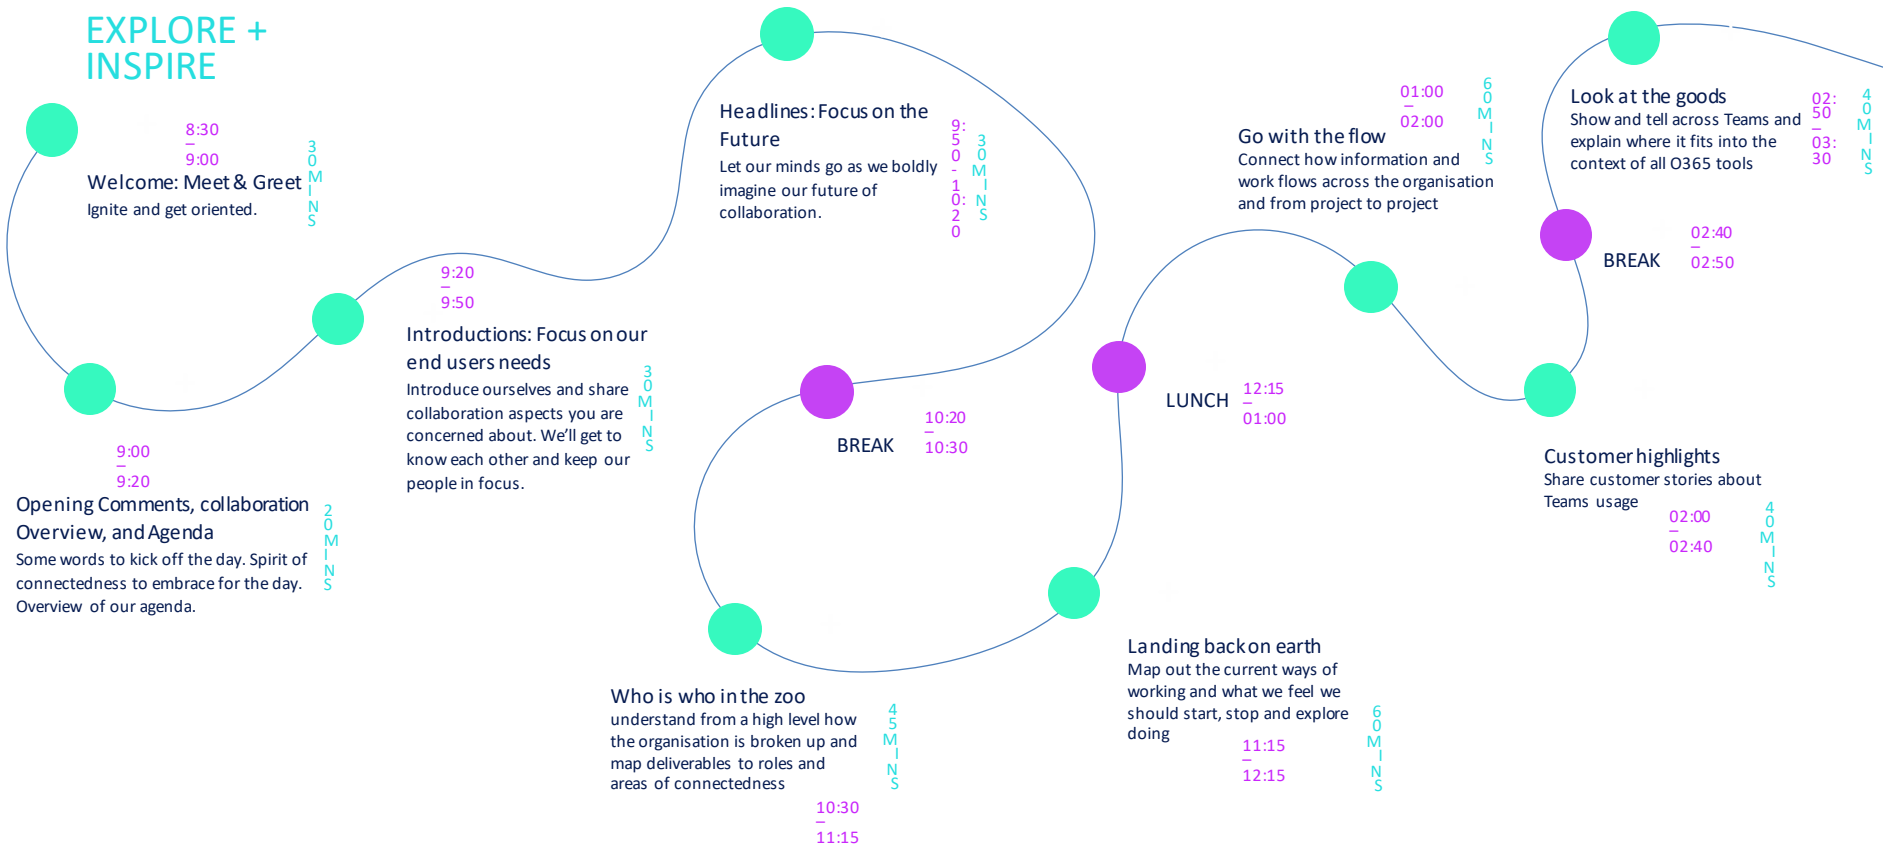 EXPLORE +
INSPIRE
8:30
–
9:00
30MINS
Welcome: Meet & Greet
Ignite and get oriented.
9:00
–
9:20
Opening Comments, collaboration
Overview, and Agenda
20MINS
Some words to kick off the day. Spirit of
connectedness to embrace for the day.
Overview of our agenda.
9:20
–
9:50
Introductions: Focus on our
end users needs
30MINS
Introduce ourselves and share
collaboration aspects you are
concerned about. We’ll get to
know each other and keep our
people in focus.
Headlines: Focus on the
Future
9:50-10:20
30MINS
Let our minds go as we boldly
imagine our future of
collaboration.
BREAK
10:20
–
10:30
Who is who in the zoo
understand from a high level how
the organisation is broken up and
map deliverables to roles and
areas of connectedness
45MINS
10:30
–
11:15
Landing back on earth
Map out the current ways of
working and what we feel we
should start, stop and explore
doing
11:15
–
12:15
60MINS
LUNCH
12:15
–
01:00
01:00
–
02:00
60MINS
Go with the flow
Connect how information and
work flows across the organisation
and from project to project
Customer highlights
Share customer stories about
Teams usage
02:00
–
02:40
40MINS
BREAK
02:40
–
02:50
Look at the goods
Show and tell across Teams and
explain where it fits into the
context of all O365 tools
02:
50
–
03:
30
40MINS